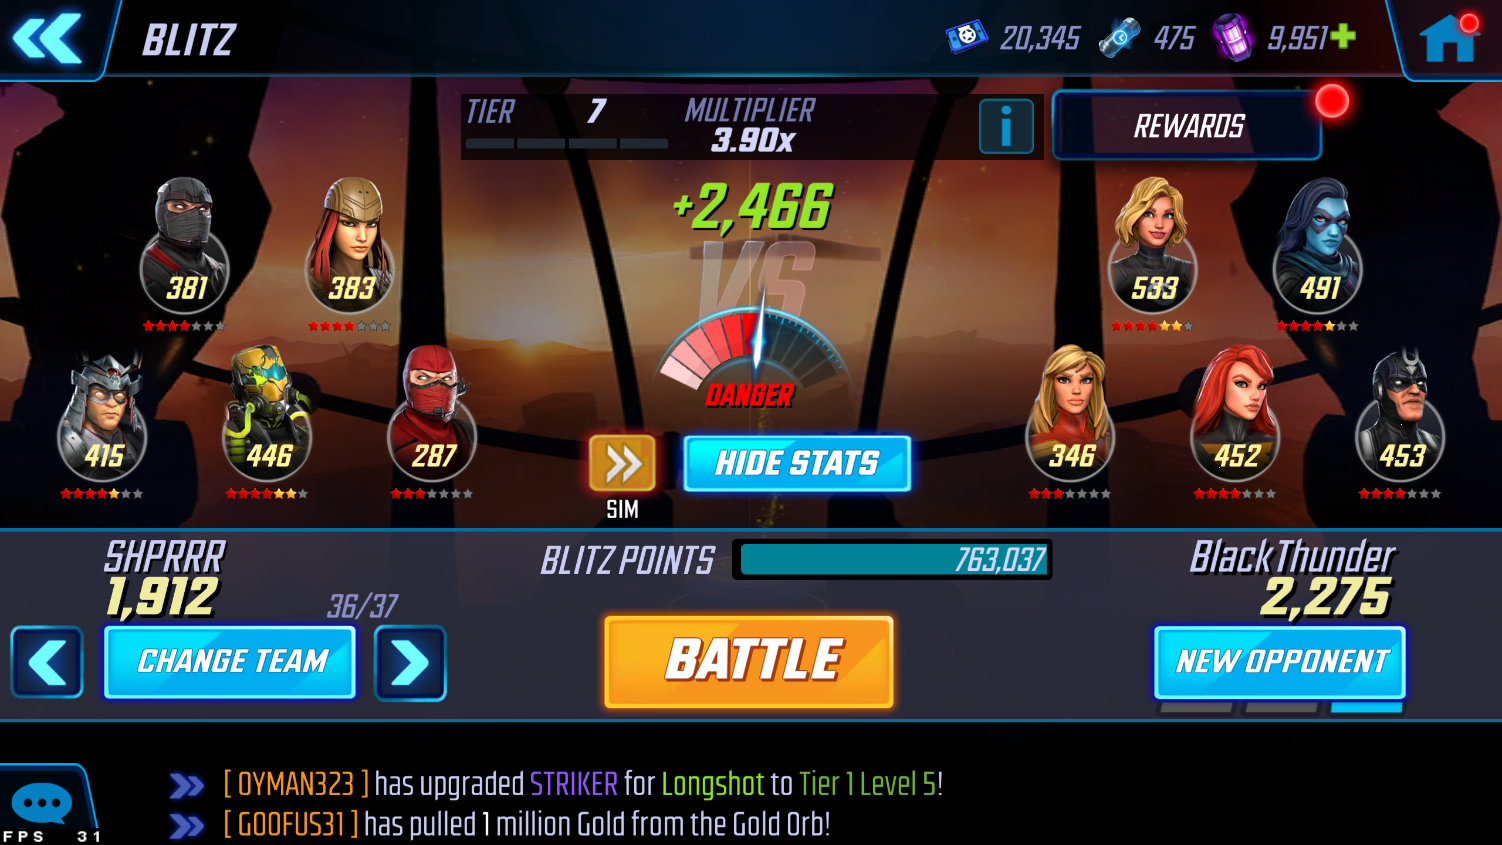 BLITZ
20,345
475
9,951
TIER 7
MULTIPLIER
3.90x
i
REWARDS
+2,466
VS
381
383
533
491
DANGER
415
446
287
346
452
453
HIDE STATS
SIM
SHPRRR
1,912
36/37
BLITZ POINTS
763,037
BlackThunder
2,275
CHANGE TEAM
BATTLE
NEW OPPONENT
[ OYMAN323 ] has upgraded STRIKER for Longshot to Tier 1 Level 5!
[ GOOFUS31 ] has pulled 1 million Gold from the Gold Orb!
FPS 31